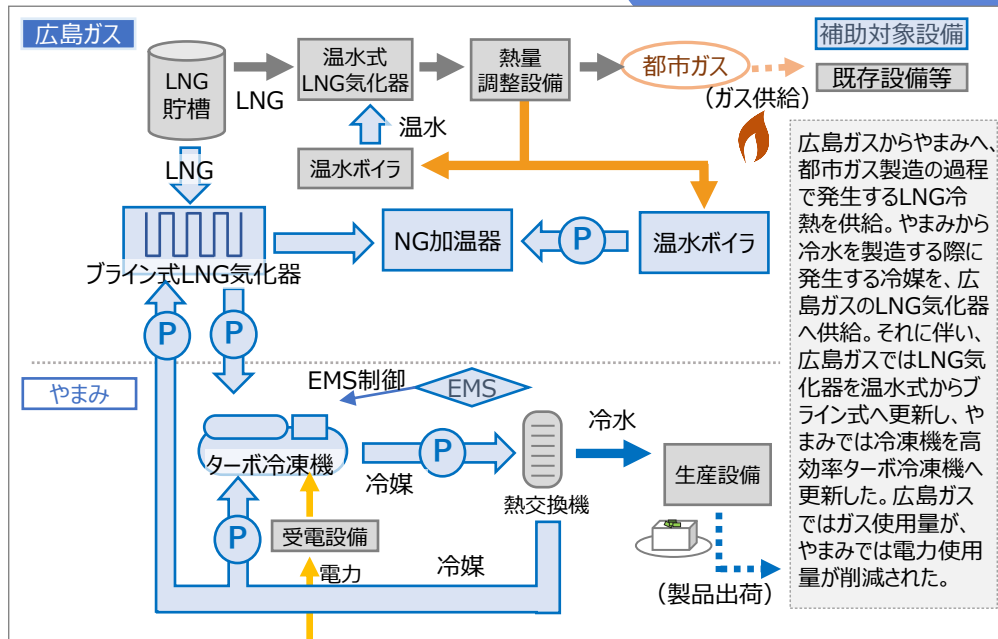 広島ガス
補助対象設備
既存設備等
LNG
貯槽
LNG
温水式
LNG気化器
熱量
調整設備
都市ガス
(ガス供給)
温水
温水ボイラ
LNG
ブライン式LNG気化器
NG加温器
P
温水ボイラ
P
P
やまみ
EMS制御
EMS
ターボ冷凍機
P
冷媒
熱交換機
冷水
生産設備
P
受電設備
電力
冷媒
(製品出荷)
広島ガスからやまみへ、
都市ガス製造の過程
で発生するLNG冷
熱を供給。やまみから
冷水を製造する際に
発生する冷媒を、広
島ガスのLNG気化器
へ供給。それに伴い、
広島ガスではLNG気
化器を温水式からブ
ライン式へ更新し、や
まみでは冷凍機を高
効率ターボ冷凍機へ
更新した。広島ガス
ではガス使用量が、
やまみでは電力使用
量が削減された。